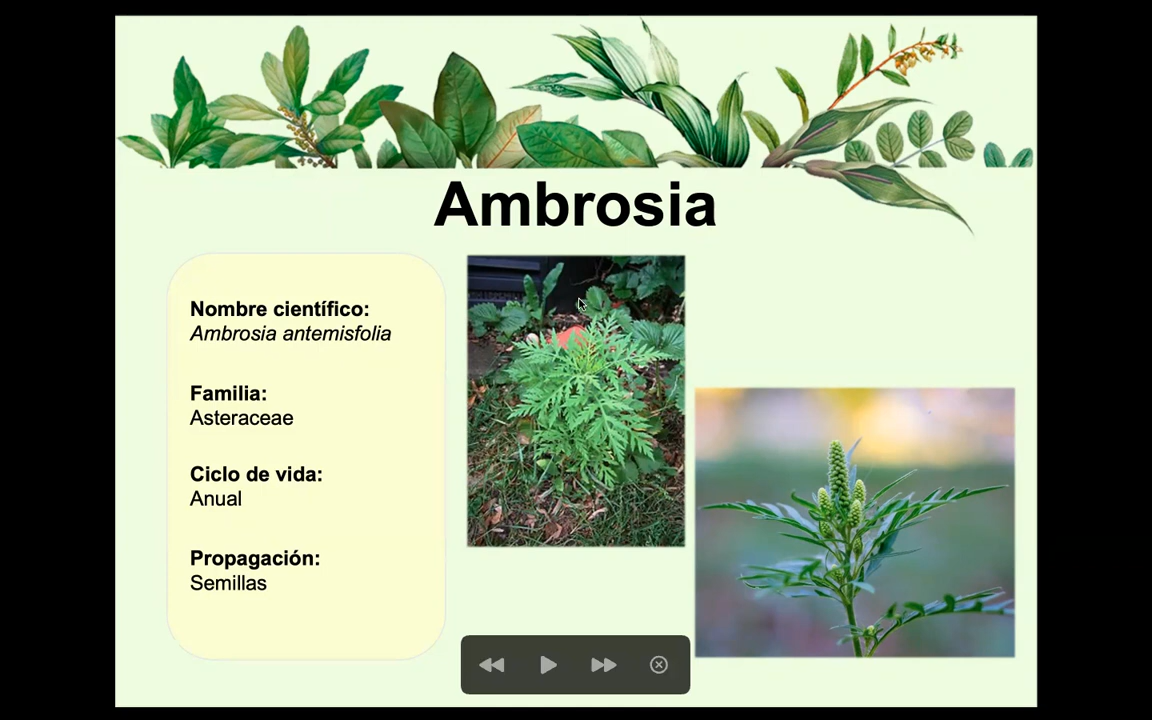 Ambrosia
Nombre científico:
Ambrosia antemisfolia
Familia:
Asteraceae
Ciclo de vida:
Anual
Propagación:
Semillas